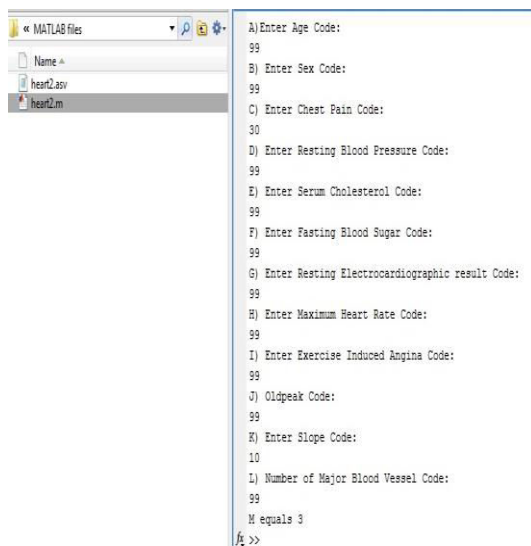 « MATLAB files
Name
heart2.asv
heart2.m
A)Enter Age Code:
99
B) Enter Sex Code:
99
C) Enter Chest Pain Code:
30
D) Enter Resting Blood Pressure Code:
99
E) Enter Serum Cholesterol Code:
99
F) Enter Fasting Blood Sugar Code:
99
G) Enter Resting Electrocardiographic result Code:
99
H) Enter Maximum Heart Rate Code:
99
I) Enter Exercise Induced Angina Code:
99
J) Oldpeak Code:
99
K) Enter Slope Code:
10
L) Number of Major Blood Vessel Code:
99
M equals 3
fx >>